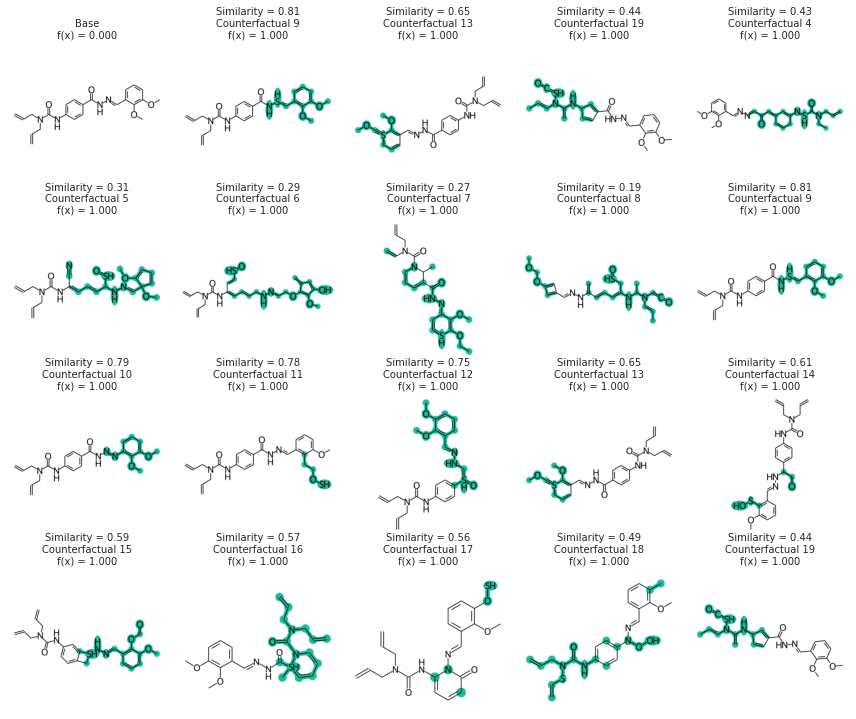 Base
f(x) = 0.000
Similarity = 0.81
Counterfactual 9
f(x) = 1.000
Similarity = 0.65
Counterfactual 13
f(x) = 1.000
Similarity = 0.44
Counterfactual 19
f(x) = 1.000
Similarity = 0.43
Counterfactual 4
f(x) = 1.000
Similarity = 0.31
Counterfactual 5
f(x) = 1.000
Similarity = 0.29
Counterfactual 6
f(x) = 1.000
Similarity = 0.27
Counterfactual 7
f(x) = 1.000
Similarity = 0.19
Counterfactual 8
f(x) = 1.000
Similarity = 0.81
Counterfactual 9
f(x) = 1.000
Similarity = 0.79
Counterfactual 10
f(x) = 1.000
Similarity = 0.78
Counterfactual 11
f(x) = 1.000
Similarity = 0.75
Counterfactual 12
f(x) = 1.000
Similarity = 0.65
Counterfactual 13
f(x) = 1.000
Similarity = 0.61
Counterfactual 14
f(x) = 1.000
Similarity = 0.59
Counterfactual 15
f(x) = 1.000
Similarity = 0.57
Counterfactual 16
f(x) = 1.000
Similarity = 0.56
Counterfactual 17
f(x) = 1.000
Similarity = 0.49
Counterfactual 18
f(x) = 1.000
Similarity = 0.44
Counterfactual 19
f(x) = 1.000